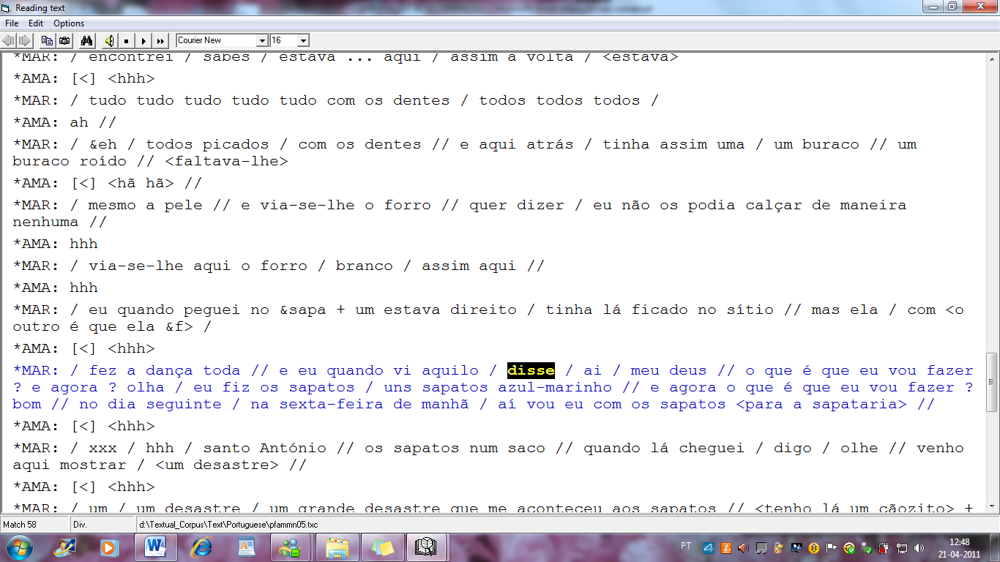 Reading text
File Edit Options
Courier New 16
*MAR: / encontrei / sabes / estava ... aqui / assim à volta / <estava>
*AMA: [<] <hhh>
*MAR: / tudo tudo tudo tudo tudo com os dentes / todos todos todos /
*AMA: ah //
*MAR: / &eh / todos picados / com os dentes // e aqui atrás / tinha assim uma / um buraco // um
buraco roído // <faltava-lhe>
*AMA: [<] <hã hã> //
*MAR: / mesmo a pele // e via-se-lhe o forro // quer dizer / eu não os podia calçar de maneira
nenhuma //
*AMA: hhh
*MAR: / via-se-lhe aqui o forro / branco / assim aqui //
*AMA: hhh
*MAR: / eu quando peguei no &sapa + um estava direito / tinha lá ficado no sítio // mas ela / com <o
outro é que ela &f> /
*AMA: [<] <hhh>
*MAR: / fez a dança toda // e eu quando vi aquilo / disse / ai / meu deus // o que é que eu vou fazer
? e agora ? olha / eu fiz os sapatos / uns sapatos azul-marinho // e agora o que é que eu vou fazer ?
bom // no dia seguinte / na sexta-feira de manhã / aí vou eu com os sapatos <para a sapataria> //
*AMA: [<] <hhh>
*MAR: / xxx / hhh / santo António // os sapatos num saco // quando lá cheguei / digo / olhe // venho
aqui mostrar / <um desastre> //
*AMA: [<] <hhh>
*MAR: / um / um desastre / um grande desastre que me aconteceu aos sapatos // <tenho lá um cãozito> +
Match 58 Div. d:\Textual_Corpus\Text\Portuguese\pfammn05.txc
PT 12:48
21-04-2011